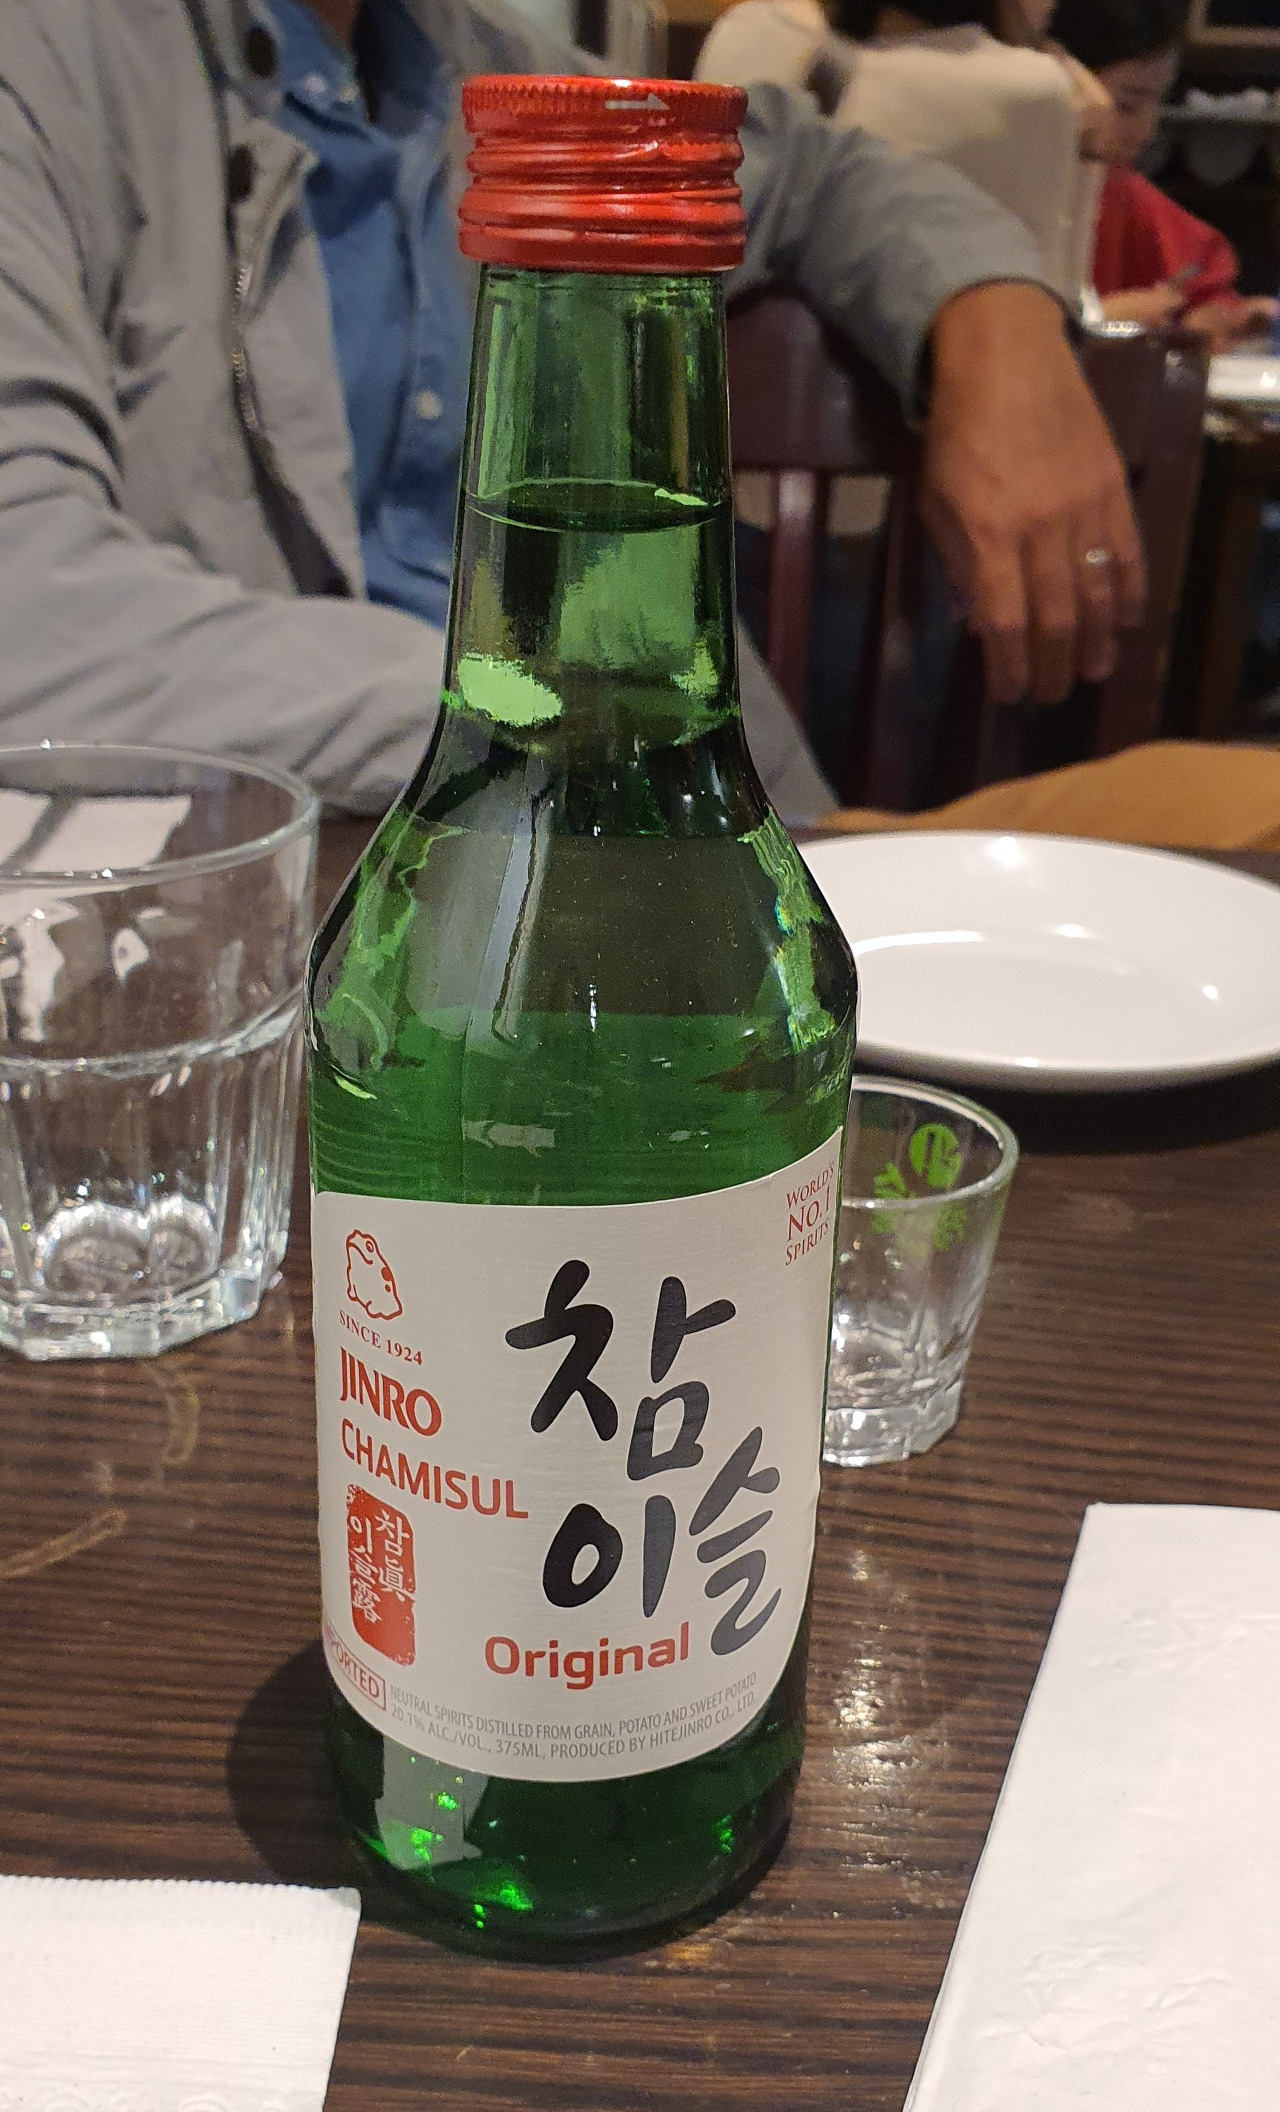 WORLD'S
NO.1
SPIRITS
SINCE 1924
JINRO
CHAMISUL
참
이슬
Original
참眞
이슬露
IMPORTED
NEUTRAL SPIRITS DISTILLED FROM GRAIN, POTATO AND SWEET POTATO
20.1% ALC./VOL., 375ML, PRODUCED BY HITEJINRO CO., LTD.